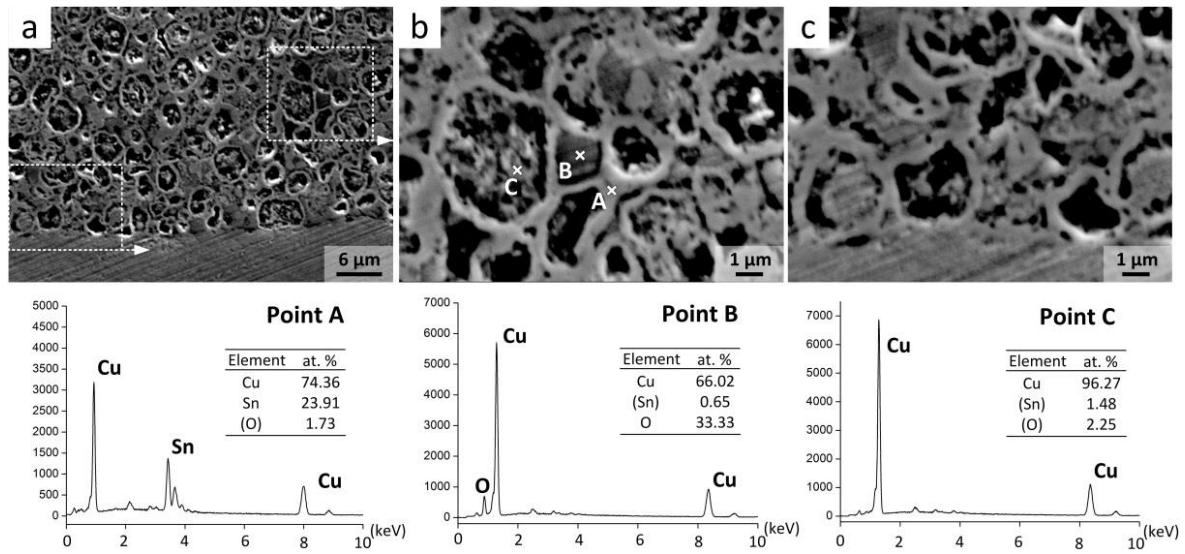 a
b
c
C
B
A
6 μm
1 μm
1 μm
Point A
5000
4500
4000
3500
3000
2500
2000
1500
1000
500
0
Cu
Sn
Cu
Element at. %
Cu 74.36
Sn 23.91
(O) 1.73
0 2 4 6 8 10 (keV)
Point B
7000
6000
5000
4000
3000
2000
1000
0
Cu
O
Cu
Element at. %
Cu 66.02
(Sn) 0.65
O 33.33
0 2 4 6 8 10 (keV)
Point C
7000
6000
5000
4000
3000
2000
1000
0
Cu
Cu
Element at. %
Cu 96.27
(Sn) 1.48
(O) 2.25
0 2 4 6 8 10 (keV)